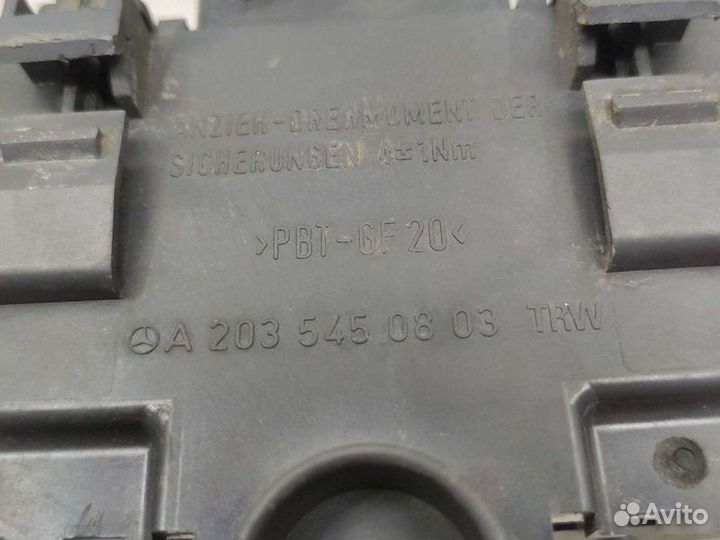 ANZIEH-DREHMOMENT DER
SICHERUNGEN 4±1Nm
>PBT-GF20<
A 203 545 08 03 TRW
Avito